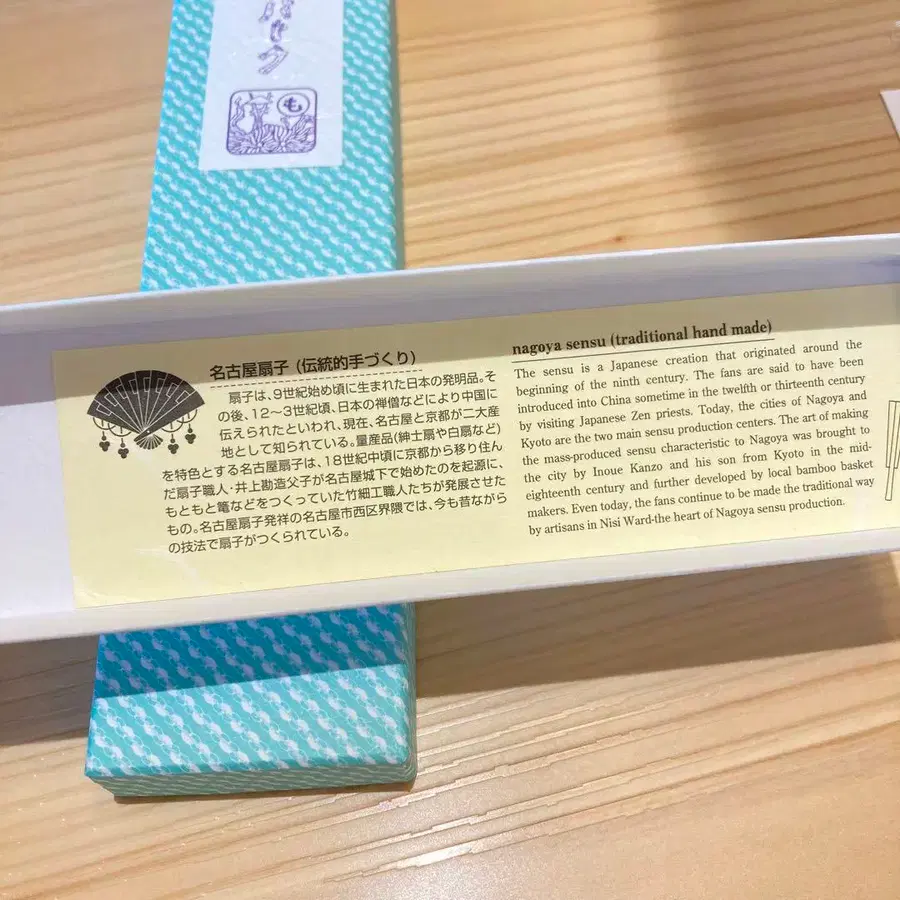 も
名古屋扇子 (伝統的手づくり)
扇子は、9世紀始め頃に生まれた日本の発明品。そ
の後、12～3世紀頃、日本の禅僧などにより中国に
伝えられたといわれ、現在、名古屋と京都が二大産
地として知られている。量産品(紳士扇や白扇など)
を特色とする名古屋扇子は、18世紀中頃に京都から移り住ん
だ扇子職人・井上勘造父子が名古屋城下で始めたのを起源に、
もともと篭などをつくっていた竹細工職人たちが発展させた
もの。名古屋扇子発祥の名古屋市西区界隈では、今も昔ながら
の技法で扇子がつくられている。
nagoya sensu (traditional hand made)
The sensu is a Japanese creation that originated around the
beginning of the ninth century. The fans are said to have been
introduced into China sometime in the twelfth or thirteenth century
by visiting Japanese Zen priests. Today, the cities of Nagoya and
Kyoto are the two main sensu production centers. The art of making
the mass-produced sensu characteristic to Nagoya was brought to
the city by Inoue Kanzo and his son from Kyoto in the mid-
eighteenth century and further developed by local bamboo basket
makers. Even today, the fans continue to be made the traditional way
by artisans in Nisi Ward-the heart of Nagoya sensu production.